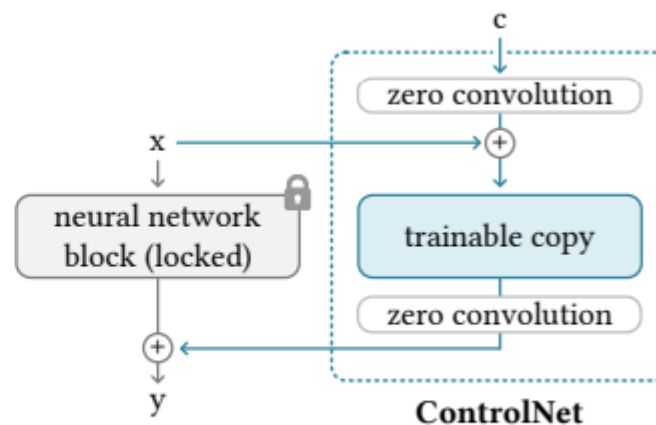 c
zero convolution
x
neural network
block (locked)
trainable copy
zero convolution
y
ControlNet